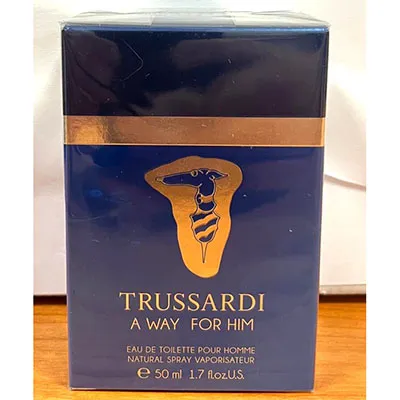 TRUSSARDI
A WAY FOR HIM
EAU DE TOILETTE POUR HOMME
NATURAL SPRAY VAPORISATEUR
℮ 50 ml 1.7 fl.oz.U.S.